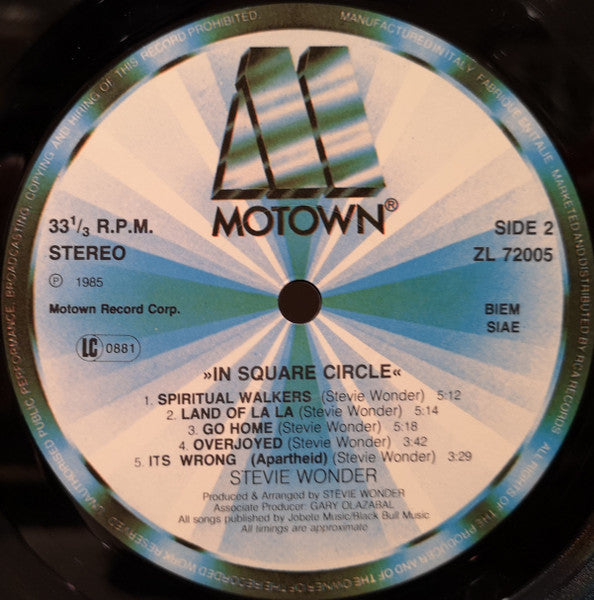 MOTOWN®
33 1/3 R.P.M.
STEREO
Ⓟ 1985
Motown Record Corp.
LC 0881
SIDE 2
ZL 72005
BIEM
SIAE
»IN SQUARE CIRCLE«
1. SPIRITUAL WALKERS (Stevie Wonder) 5:12
2. LAND OF LA LA (Stevie Wonder) 5:14
3. GO HOME (Stevie Wonder) 5:18
4. OVERJOYED (Stevie Wonder) 3:42
5. ITS WRONG (Apartheid) (Stevie Wonder) 3:29
STEVIE WONDER
Produced & Arranged by STEVIE WONDER
Associate Producer: GARY OLAZABAL
All songs published by Jobete Music/Black Bull Music
All timings are approximate
MANUFACTURED IN ITALY. FABRIQUE EN ITALIE. MARKETED AND DISTRIBUTED BY RCA RECORDS
ALL RIGHTS OF THE PRODUCER AND OF THE OWNER OF THE RECORDED WORK RESERVED. UNAUTHORISED PUBLIC PERFORMANCE, BROADCASTING, COPYING AND HIRING OF THIS RECORD PROHIBITED.